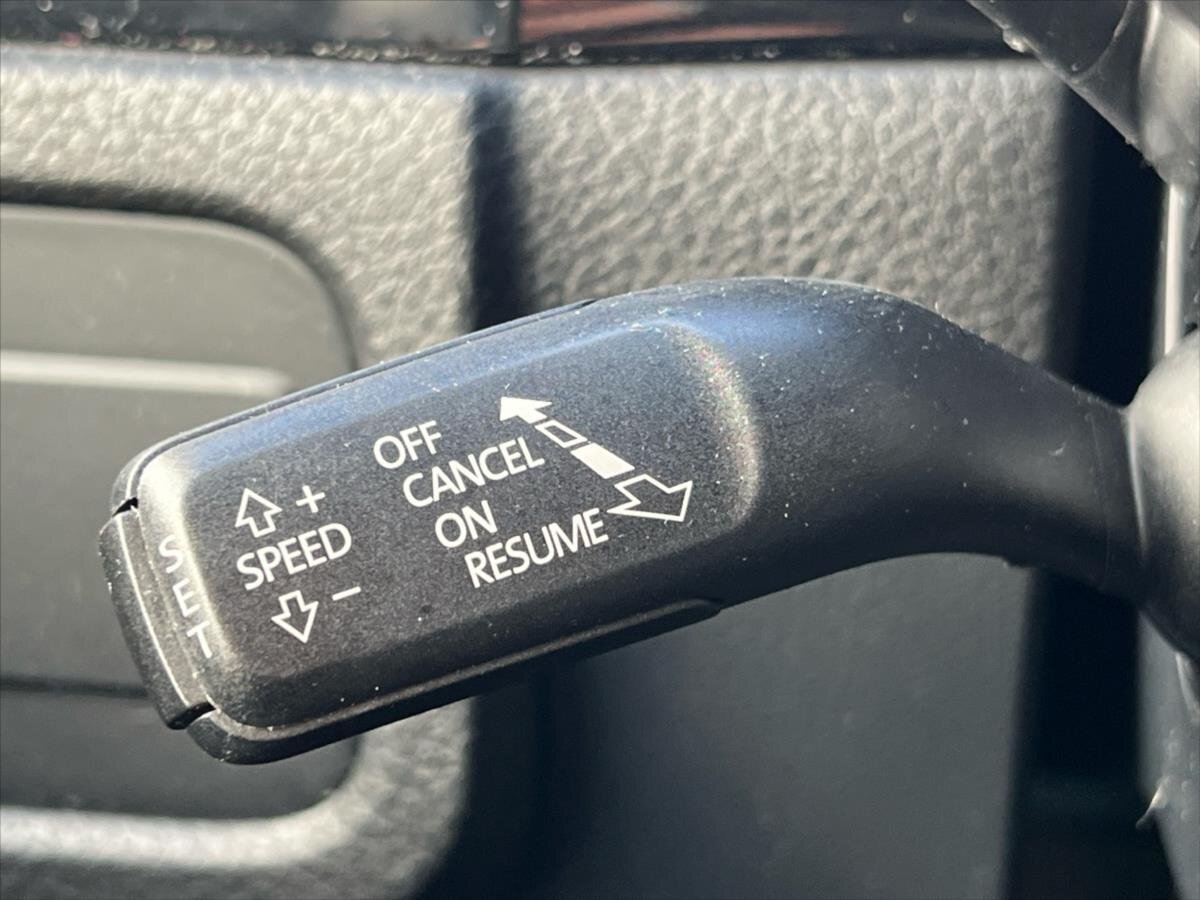 OFF
CANCEL
ON
RESUME
+
SPEED
−
SET